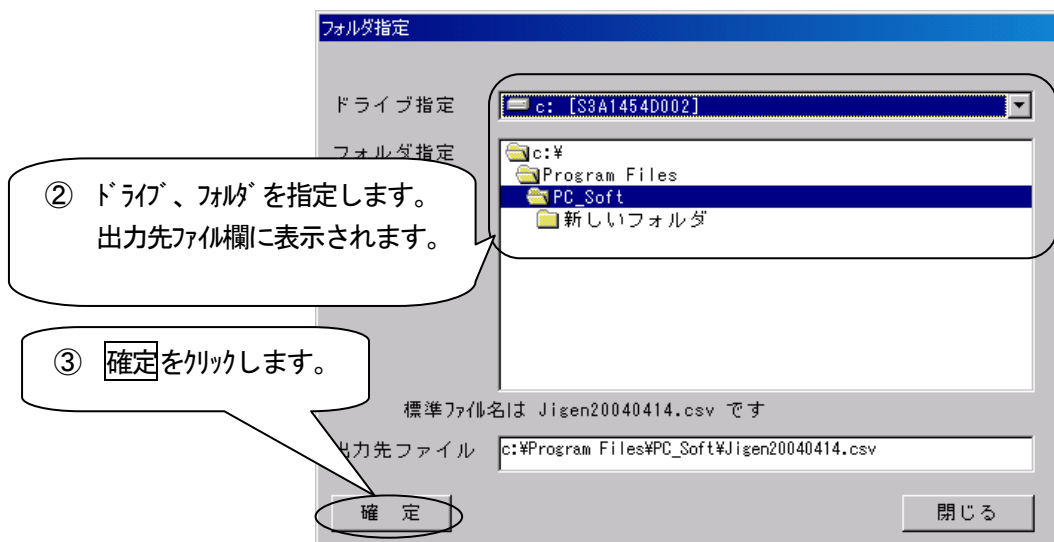 フォルダ指定
ドライブ指定
c: [S3A1454D002]
フォルダ指定
c:¥
Program Files
PC_Soft
新しいフォルダ
② ﾄﾞﾗｲﾌﾞ、ﾌｫﾙﾀﾞを指定します。
出力先ﾌｧｲﾙ欄に表示されます。
③ 確定をｸﾘｯｸします。
標準ﾌｧｲﾙ名は Jigen20040414.csv です
出力先ファイル
c:¥Program Files¥PC_Soft¥Jigen20040414.csv
確 定
閉じる